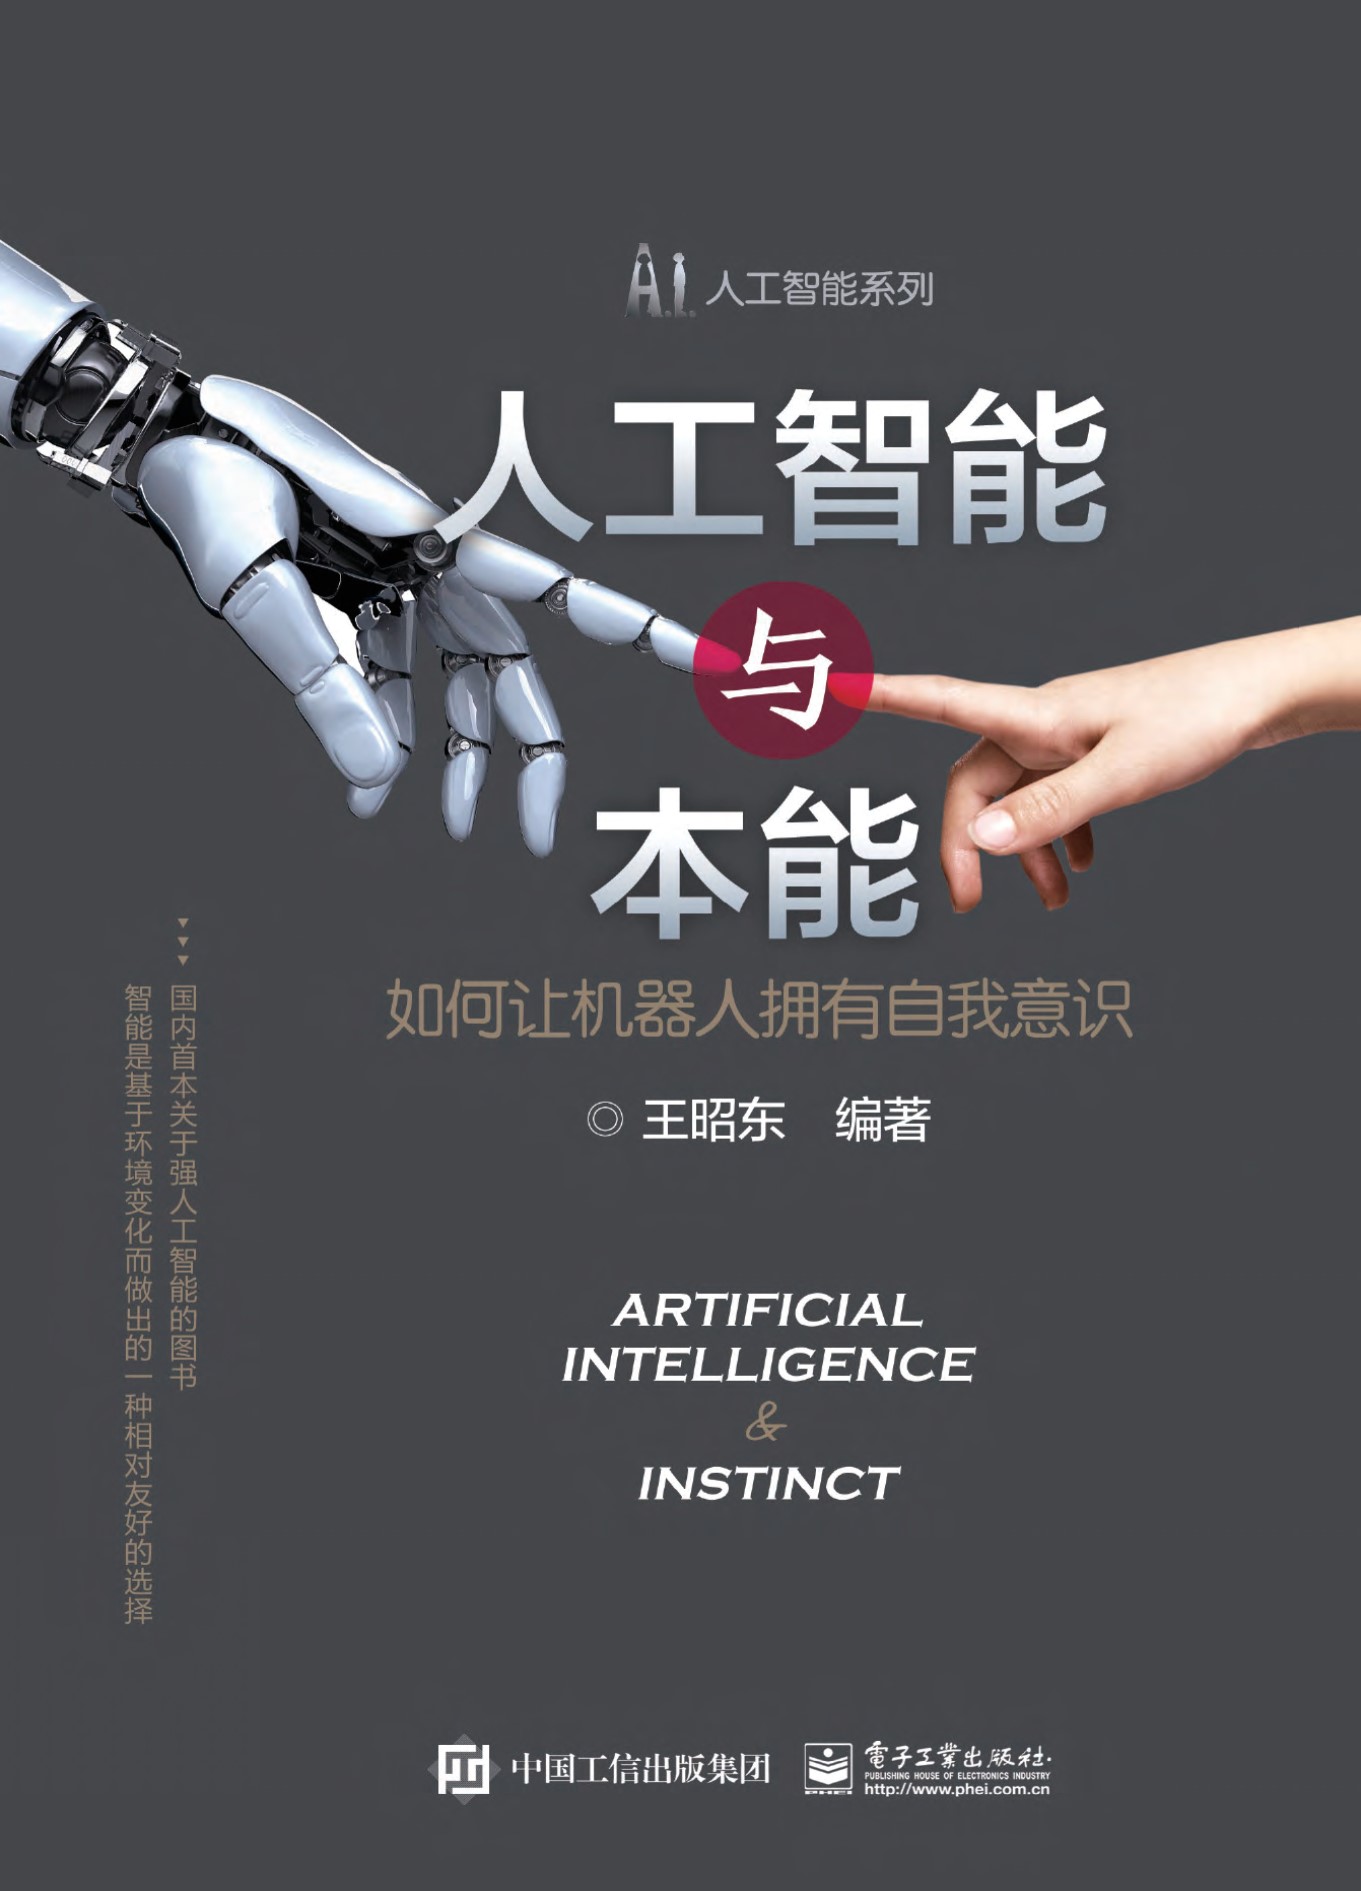 A.I. 人工智能系列
人工智能
与
本能
如何让机器人拥有自我意识
◎ 王昭东 编著
国内首本关于强人工智能的图书
智能是基于环境变化而做出的一种相对友好的选择
ARTIFICIAL
INTELLIGENCE
&
INSTINCT
中国工信出版集团
電子工業出版社·
PUBLISHING HOUSE OF ELECTRONICS INDUSTRY
http://www.phei.com.cn
PHEI